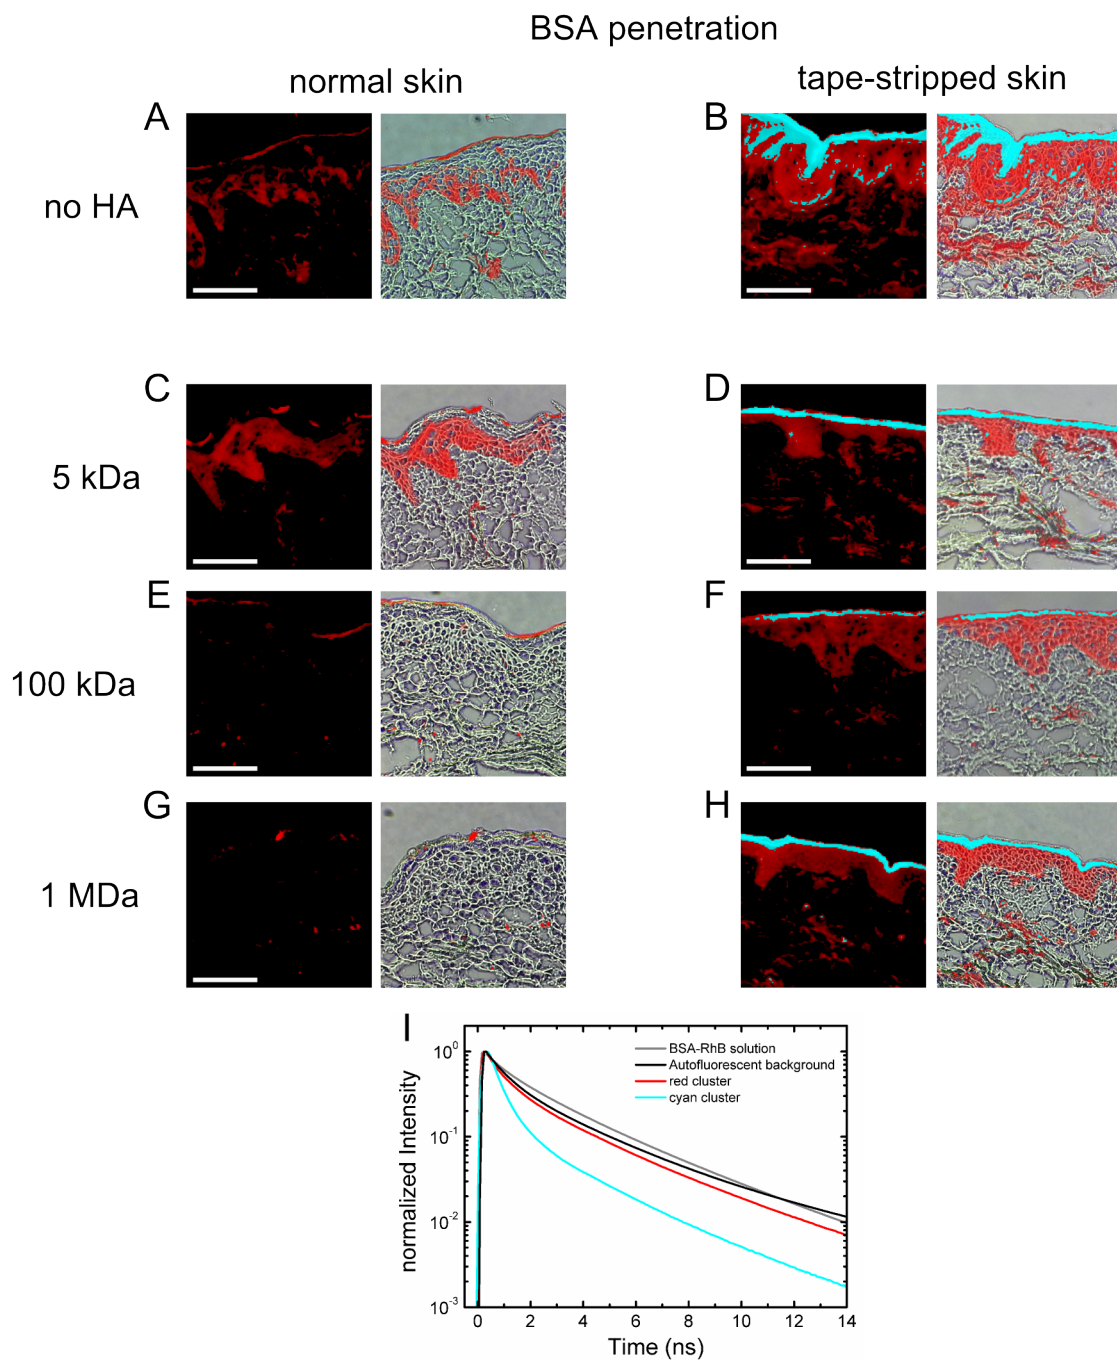 BSA penetration
normal skin
tape-stripped skin
A
B
no HA
C
D
5 kDa
E
F
100 kDa
G
H
1 MDa
I
BSA-RhB solution
Autofluorescent background
red cluster
cyan cluster
normalized Intensity
10⁰
10⁻¹
10⁻²
10⁻³
0 2 4 6 8 10 12 14
Time (ns)